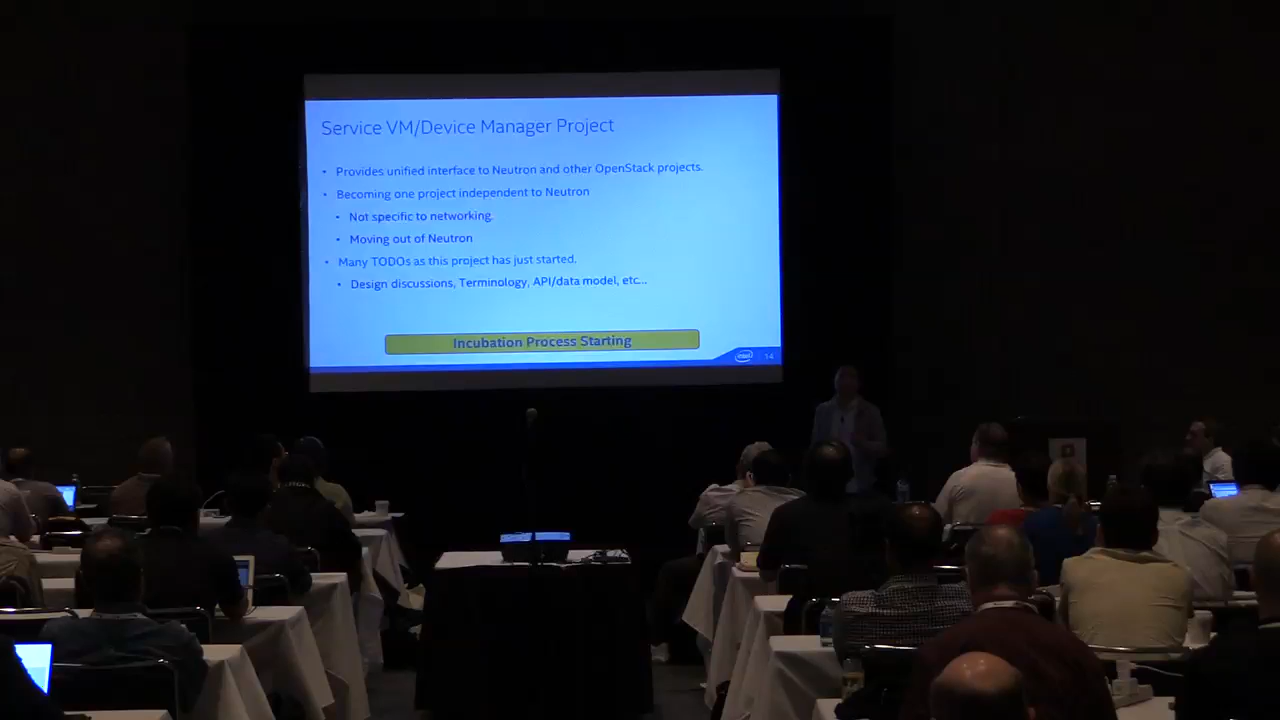 Service VM/Device Manager Project
• Provides unified interface to Neutron and other OpenStack projects.
• Becoming one project independent to Neutron
• Not specific to networking.
• Moving out of Neutron
• Many TODOs as this project has just started.
• Design discussions, Terminology, API/data model, etc...
Incubation Process Starting
intel
14